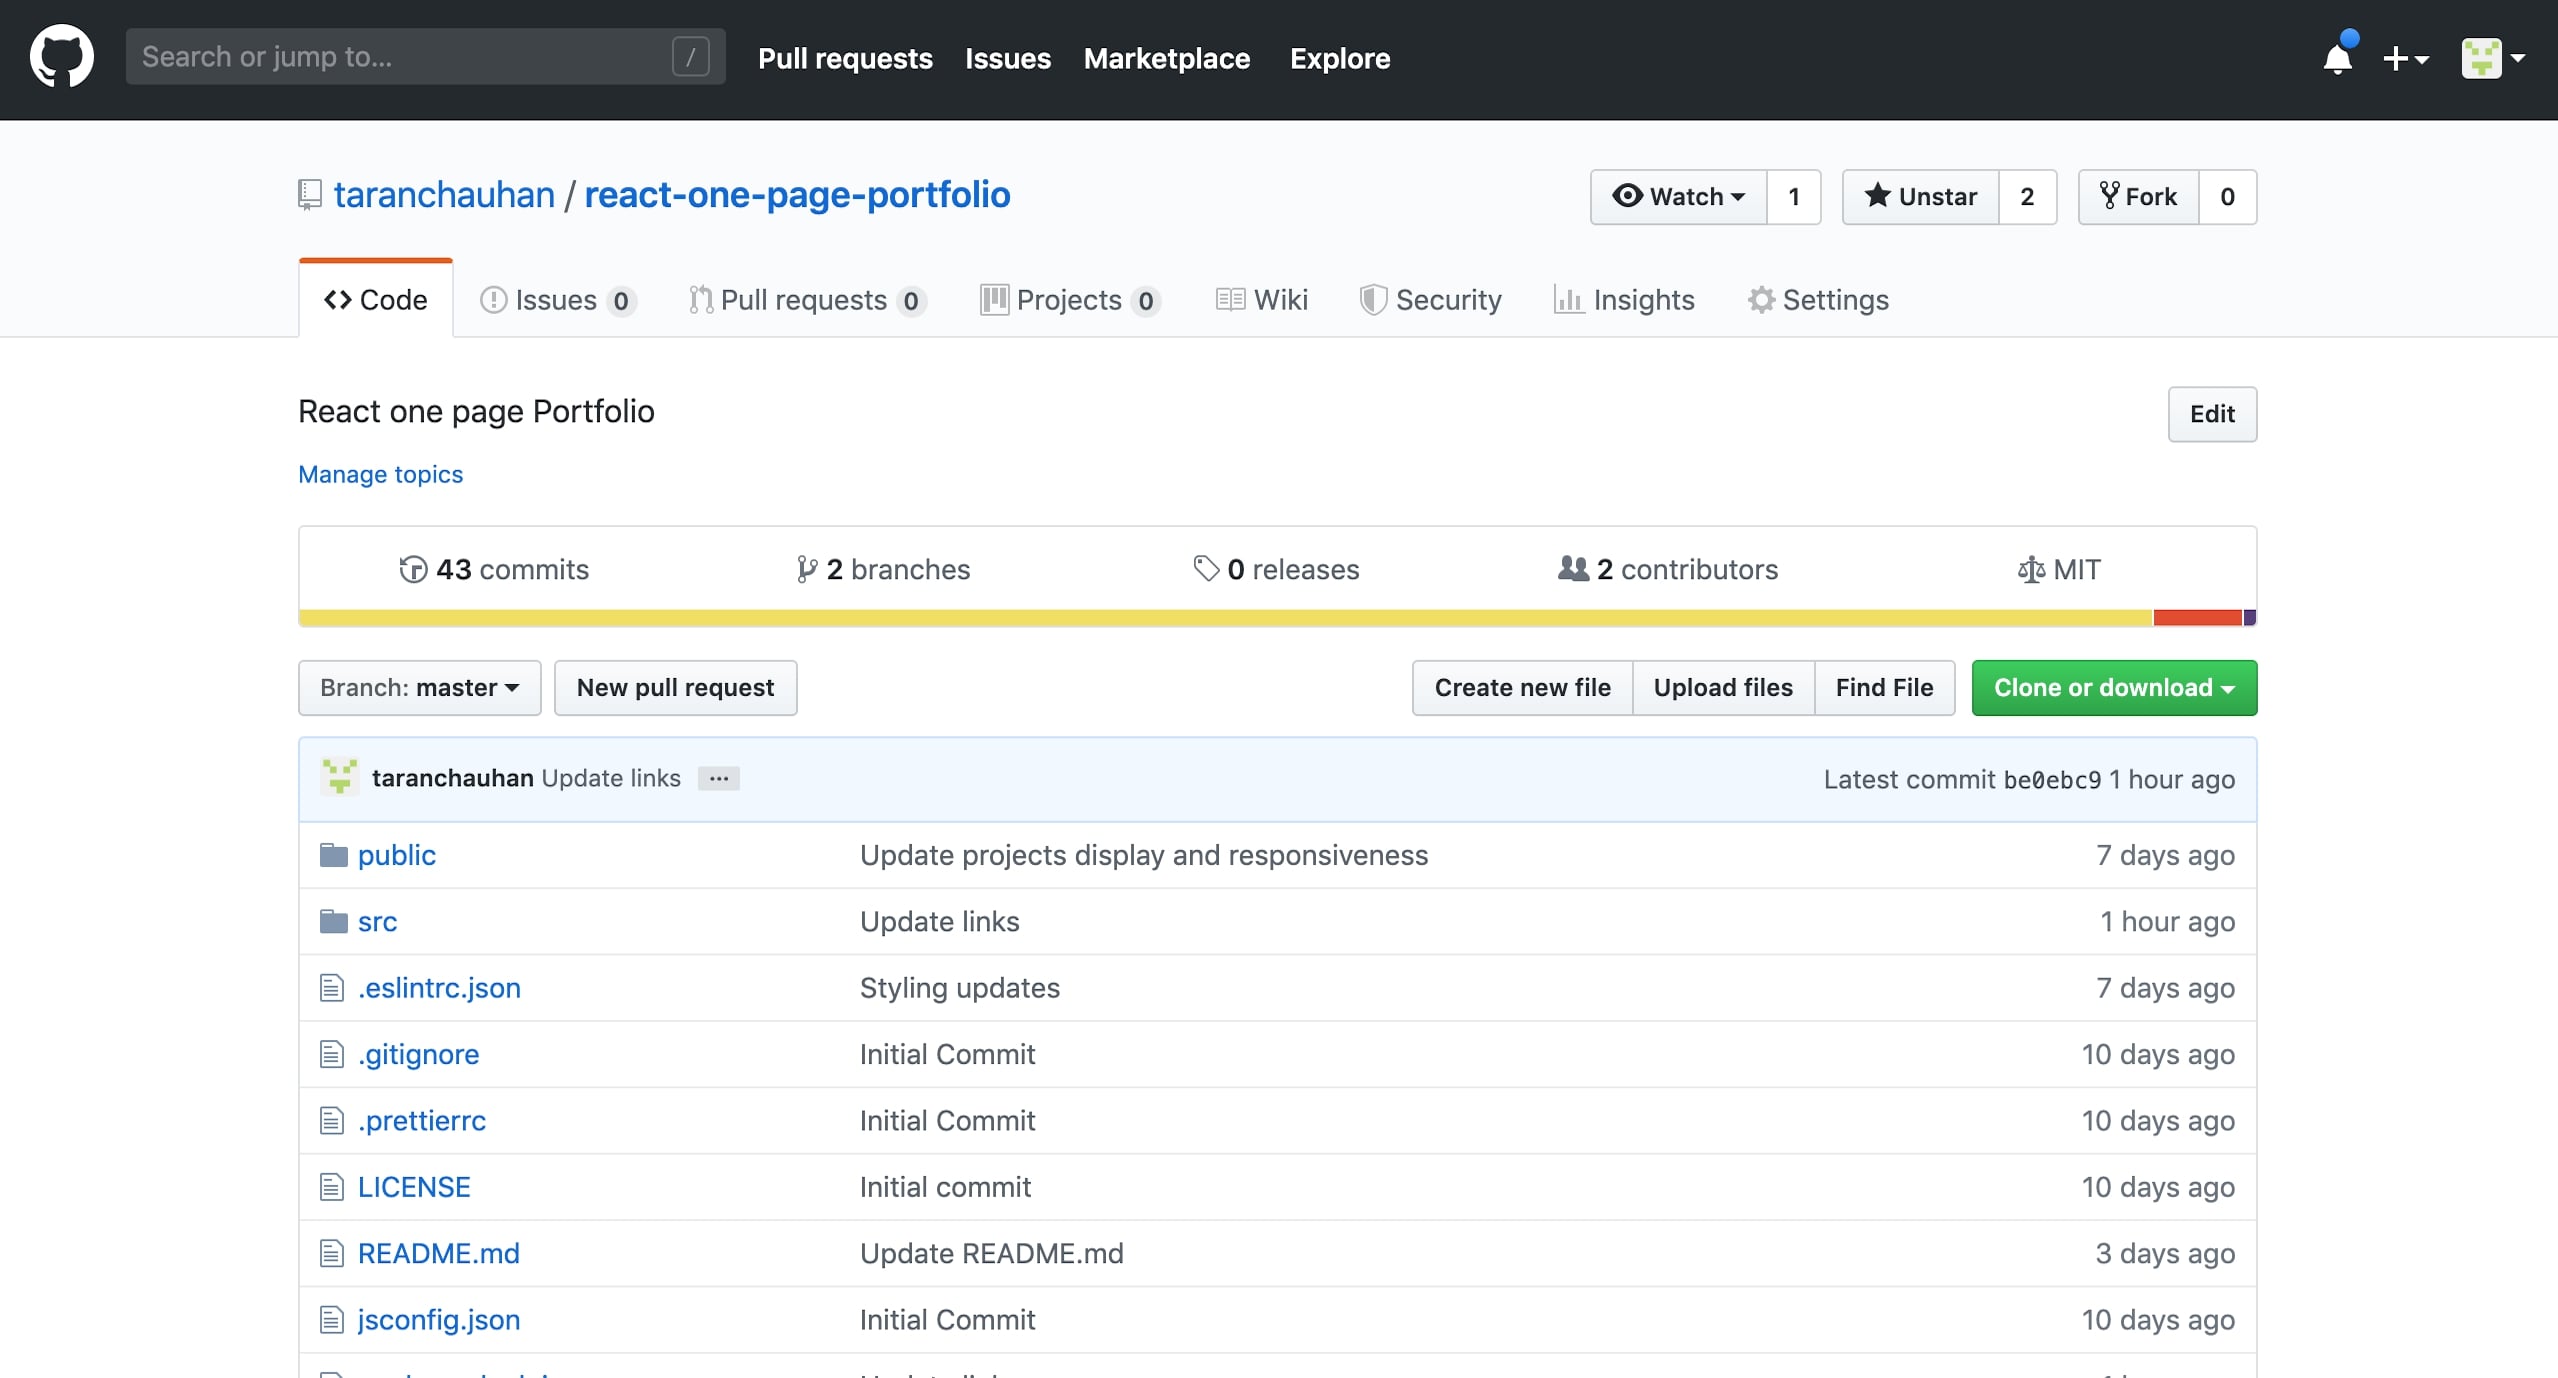 Search or jump to... / Pull requests Issues Marketplace Explore
taranchauhan / react-one-page-portfolio Watch 1 Unstar 2 Fork 0
Code Issues 0 Pull requests 0 Projects 0 Wiki Security Insights Settings
React one page Portfolio Edit
Manage topics
43 commits 2 branches 0 releases 2 contributors MIT
Branch: master New pull request Create new file Upload files Find File Clone or download
taranchauhan Update links ... Latest commit be0ebc9 1 hour ago
public Update projects display and responsiveness 7 days ago
src Update links 1 hour ago
.eslintrc.json Styling updates 7 days ago
.gitignore Initial Commit 10 days ago
.prettierrc Initial Commit 10 days ago
LICENSE Initial commit 10 days ago
README.md Update README.md 3 days ago
jsconfig.json Initial Commit 10 days ago